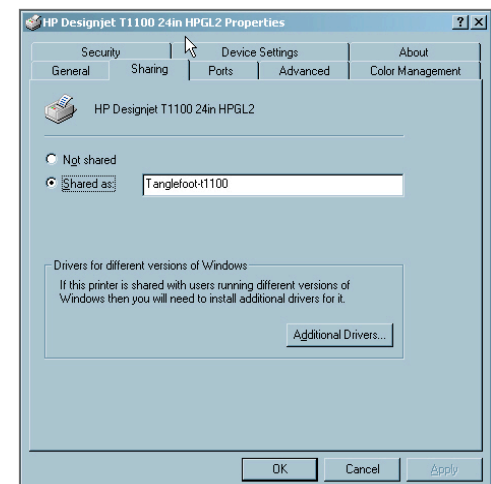 HP Designjet T1100 24in HPGL2 Properties
Security Device Settings About
General Sharing Ports Advanced Color Management
HP Designjet T1100 24in HPGL2
Not shared
Shared as: Tanglefoot-t1100
Drivers for different versions of Windows
If this printer is shared with users running different versions of
Windows then you will need to install additional drivers for it.
Additional Drivers...
OK Cancel Apply